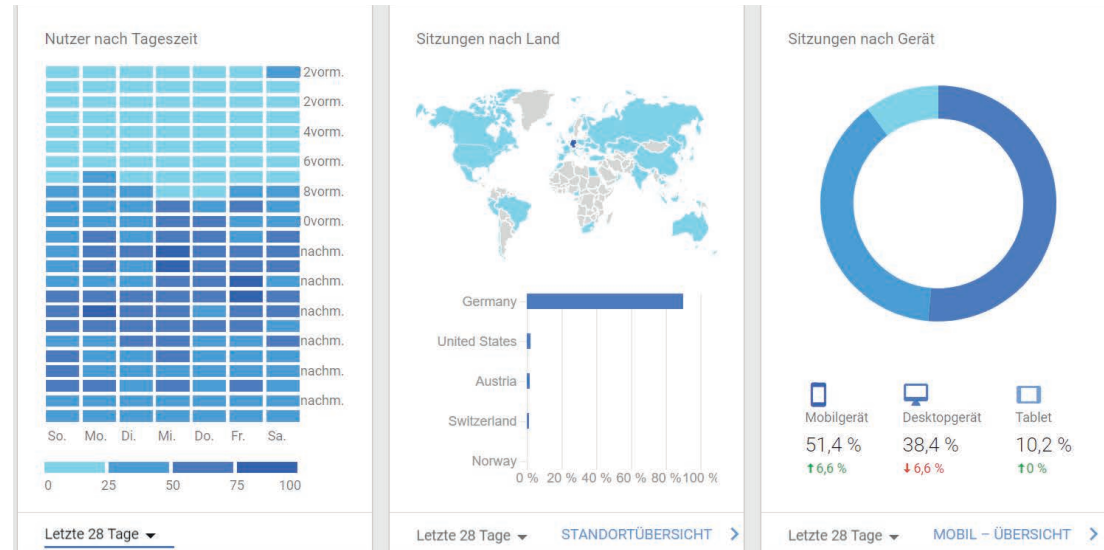 Nutzer nach Tageszeit
2vorm.
2vorm.
4vorm.
6vorm.
8vorm.
0vorm.
nachm.
nachm.
nachm.
nachm.
nachm.
nachm.
So. Mo. Di. Mi. Do. Fr. Sa.
0 25 50 75 100
Letzte 28 Tage
Sitzungen nach Land
Germany
United States
Austria
Switzerland
Norway
0 % 20 % 40 % 60 % 80 %100 %
Letzte 28 Tage STANDORTÜBERSICHT
Sitzungen nach Gerät
Mobilgerät Desktopgerät Tablet
51,4 % 38,4 % 10,2 %
↑6,6 % ↓6,6 % ↑0 %
Letzte 28 Tage MOBIL – ÜBERSICHT